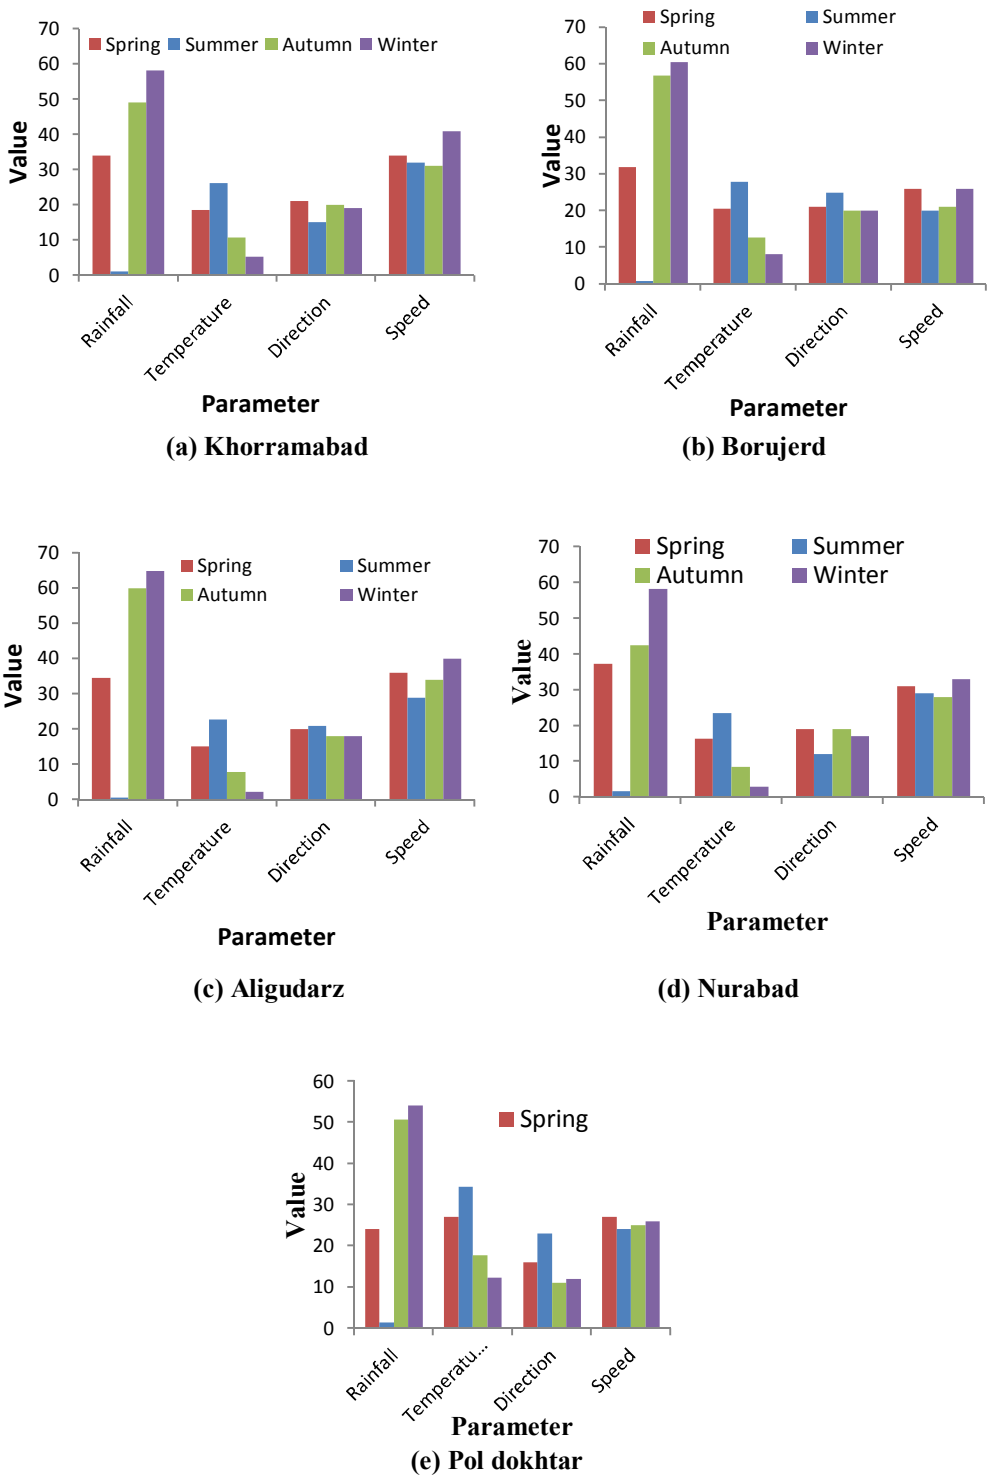 70
60
50
40
30
20
10
0
Value
Spring Summer Autumn Winter
Rainfall Temperature Direction Speed
Parameter
(a) Khorramabad
70
60
50
40
30
20
10
0
Value
Spring Summer
Autumn Winter
Rainfall Temperature Direction Speed
Parameter
(b) Borujerd
70
60
50
40
30
20
10
0
Value
Spring Summer
Autumn Winter
Rainfall Temperature Direction Speed
Parameter
(c) Aligudarz
70
60
50
40
30
20
10
0
Value
Spring Summer
Autumn Winter
Rainfall Temperature Direction Speed
Parameter
(d) Nurabad
60
50
40
30
20
10
0
Value
Spring
Rainfall Temperatu... Direction Speed
Parameter
(e) Pol dokhtar